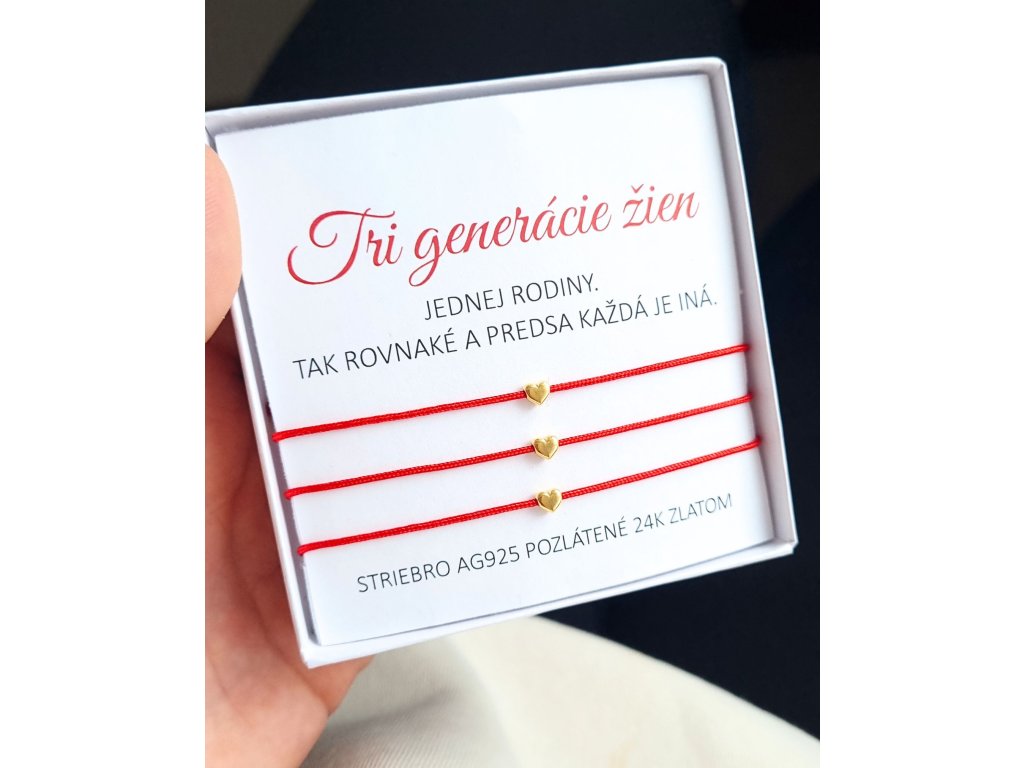 Tri generácie žien
JEDNEJ RODINY.
TAK ROVNAKÉ A PREDSA KAŽDÁ JE INÁ.
STRIEBRO AG925 POZLÁTENÉ 24K ZLATOM